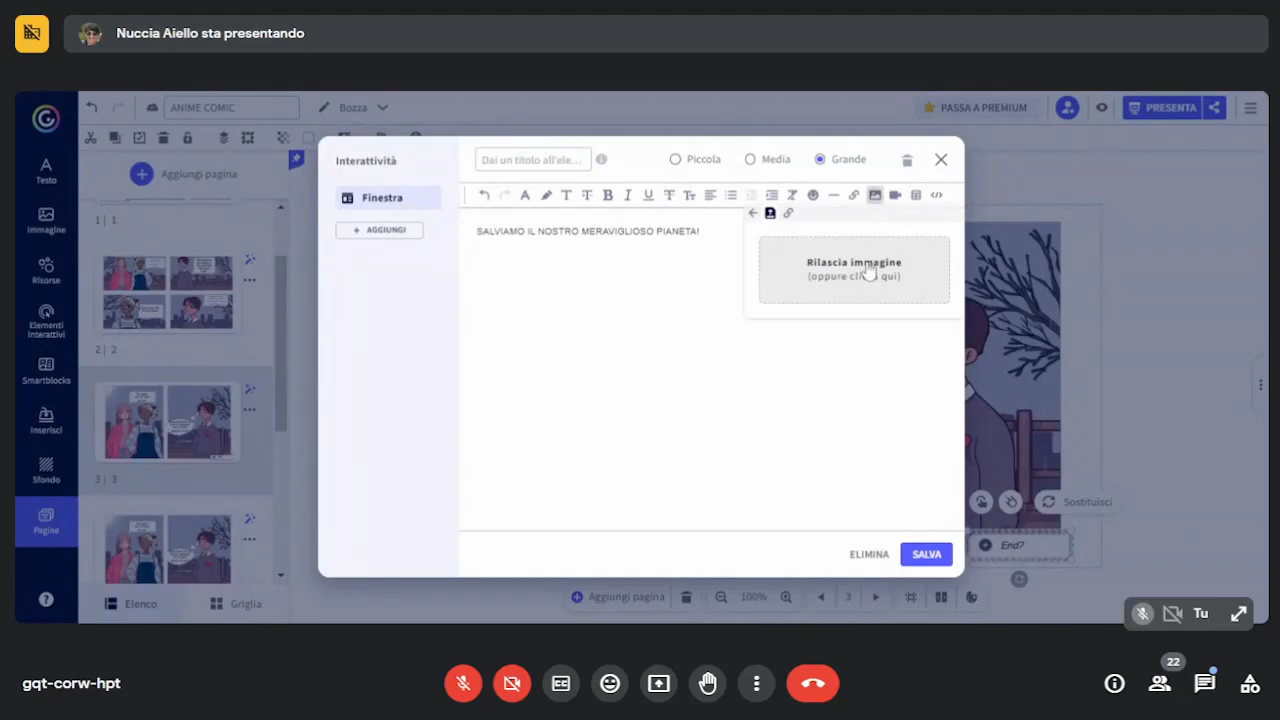 Nuccia Aiello sta presentando
ANIME COMIC
Bozza
PASSA A PREMIUM
PRESENTA
Testo
Immagine
Risorse
Elementi interattivi
Smartblocks
Inserisci
Sfondo
Pagine
Aggiungi pagina
1 | 1
2 | 2
3 | 3
Elenco
Griglia
Interattività
Finestra
+ AGGIUNGI
Dai un titolo all'ele...
Piccola
Media
Grande
SALVIAMO IL NOSTRO MERAVIGLIOSO PIANETA!
Rilascia immagine
ELIMINA
SALVA
Sostituisci
End?
Aggiungi pagina
100%
3
Tu
gqt-corw-hpt
22